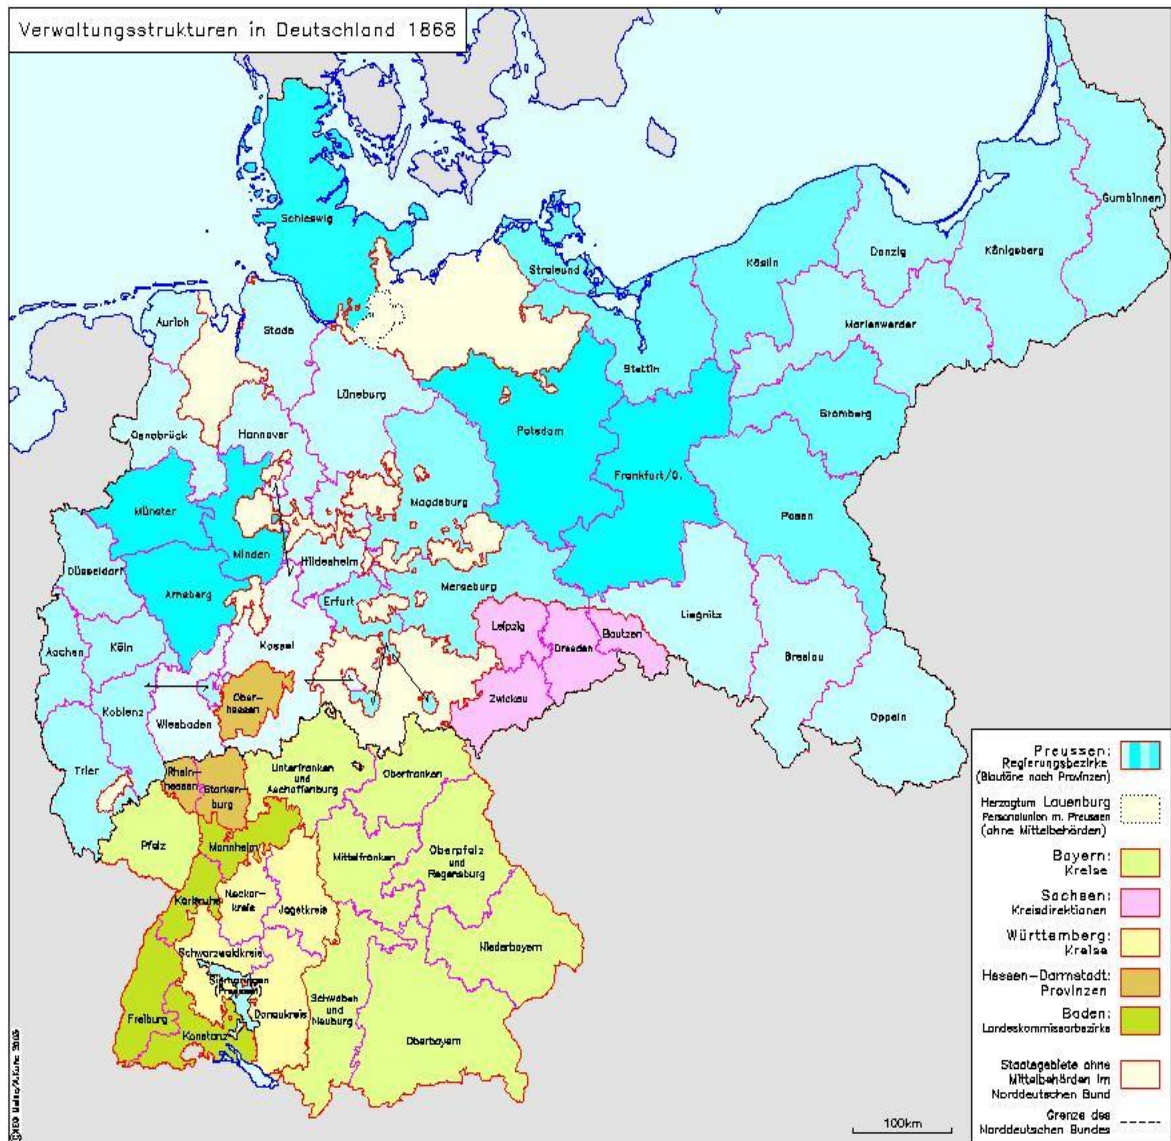 Verwaltungsstrukturen in Deutschland 1868
Schleswig
Stralsund
Köslin
Danzig
Königsberg
Gumbinnen
Aurich
Stade
Marienwerder
Stettin
Lüneburg
Bromberg
Osnabrück
Hannover
Potsdam
Frankfurt/O.
Magdeburg
Münster
Posen
Minden
Düsseldorf
Hildesheim
Arnsberg
Erfurt
Merseburg
Liegnitz
Leipzig
Bautzen
Dresden
Aachen
Köln
Kassel
Breslau
Zwickau
Ober-
hessen
Koblenz
Wiesbaden
Oppeln
Trier
Rhein-
hessen
Starken-
burg
Unterfranken
und
Aschaffenburg
Oberfranken
Pfalz
Mannheim
Mittelfranken
Oberpfalz
und
Regensburg
Karlsruhe
Neckar-
kreis
Jagstkreis
Schwarzwaldkreis
Niederbayern
Sigmaringen
(Preussen)
Schwaben
und
Neuburg
Donaukreis
Freiburg
Konstanz
Oberbayern
Preussen:
Regierungsbezirke
(Blautöne nach Provinzen)
Herzogtum Lauenburg
Personalunion m. Preussen
(ohne Mittelbehörden)
Bayern:
Kreise
Sachsen:
Kreisdirektionen
Württemberg:
Kreise
Hessen-Darmstadt:
Provinzen
Baden:
Landeskommissarbezirke
Staatsgebiete ohne
Mittelbehörden im
Norddeutschen Bund
Grenze des
Norddeutschen Bundes
100km
©IEG Mainz/A.Kunz 2005